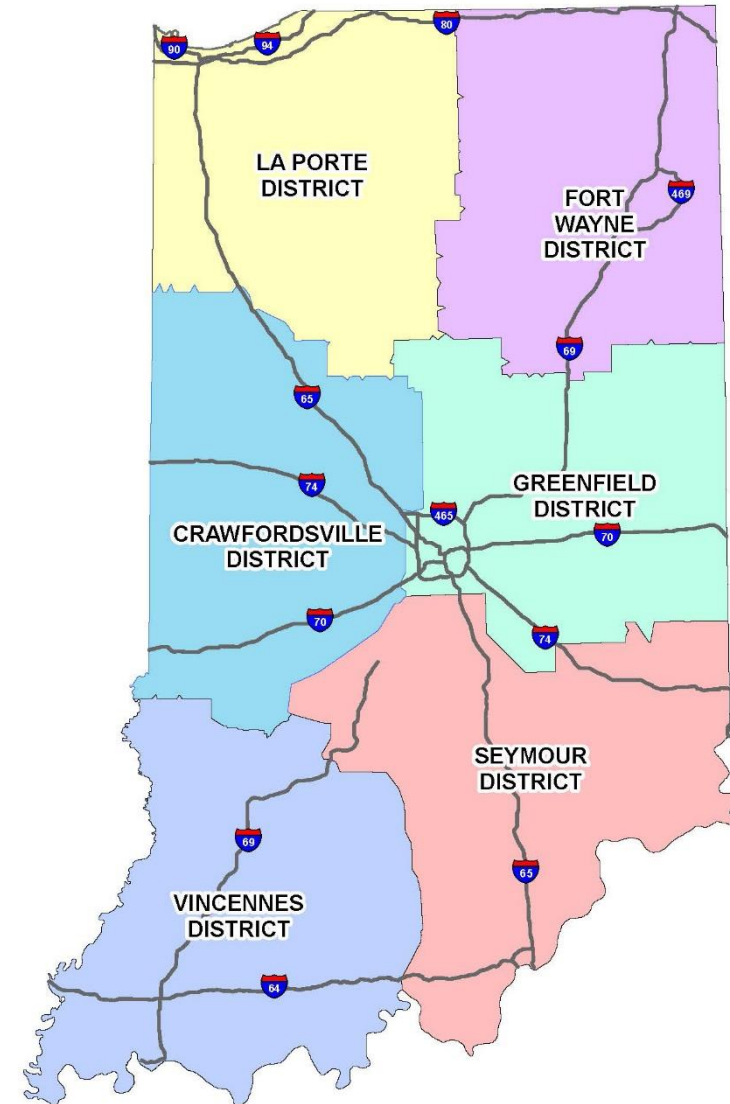 90
94
80
LA PORTE
DISTRICT
469
FORT
WAYNE
DISTRICT
69
65
74
GREENFIELD
DISTRICT
465
CRAWFORDSVILLE
DISTRICT
70
70
74
SEYMOUR
DISTRICT
69
65
VINCENNES
DISTRICT
64